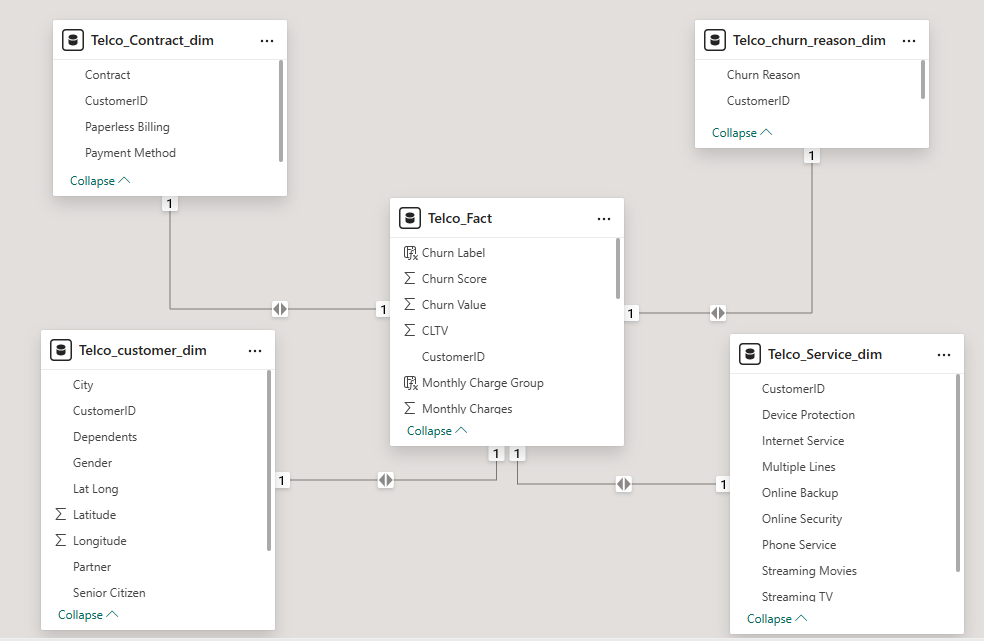 Telco_Contract_dim ...
Contract
CustomerID
Paperless Billing
Payment Method
Collapse
1
Telco_churn_reason_dim ...
Churn Reason
CustomerID
Collapse
1
Telco_Fact ...
Churn Label
Churn Score
Churn Value
CLTV
CustomerID
Monthly Charge Group
Monthly Charges
Collapse
1
1
1
1
Telco_customer_dim ...
City
CustomerID
Dependents
Gender
Lat Long
Latitude
Longitude
Partner
Senior Citizen
Collapse
1
Telco_Service_dim ...
CustomerID
Device Protection
Internet Service
Multiple Lines
Online Backup
Online Security
Phone Service
Streaming Movies
Streaming TV
Collapse
1